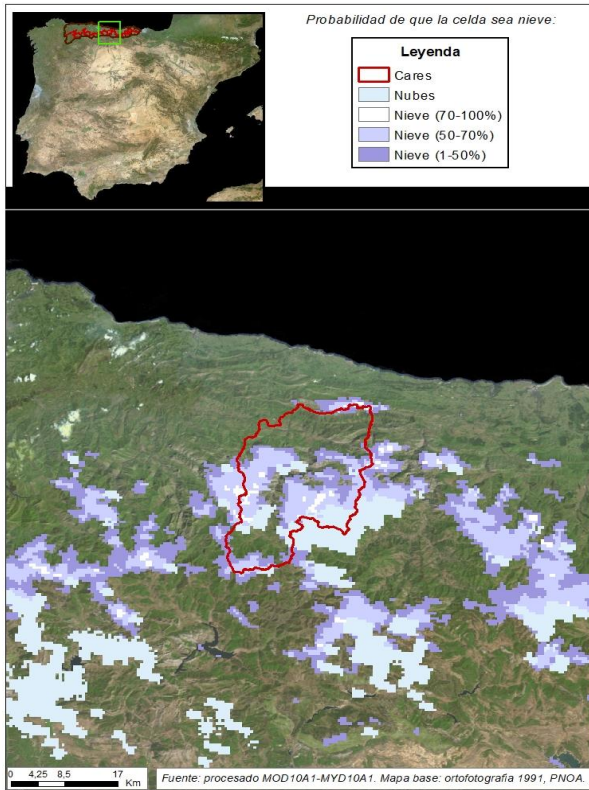 Probabilidad de que la celda sea nieve:
Leyenda
Cares
Nubes
Nieve (70-100%)
Nieve (50-70%)
Nieve (1-50%)
0 4,25 8,5 17
Km
Fuente: procesado MOD10A1-MYD10A1. Mapa base: ortofotografia 1991, PNOA.